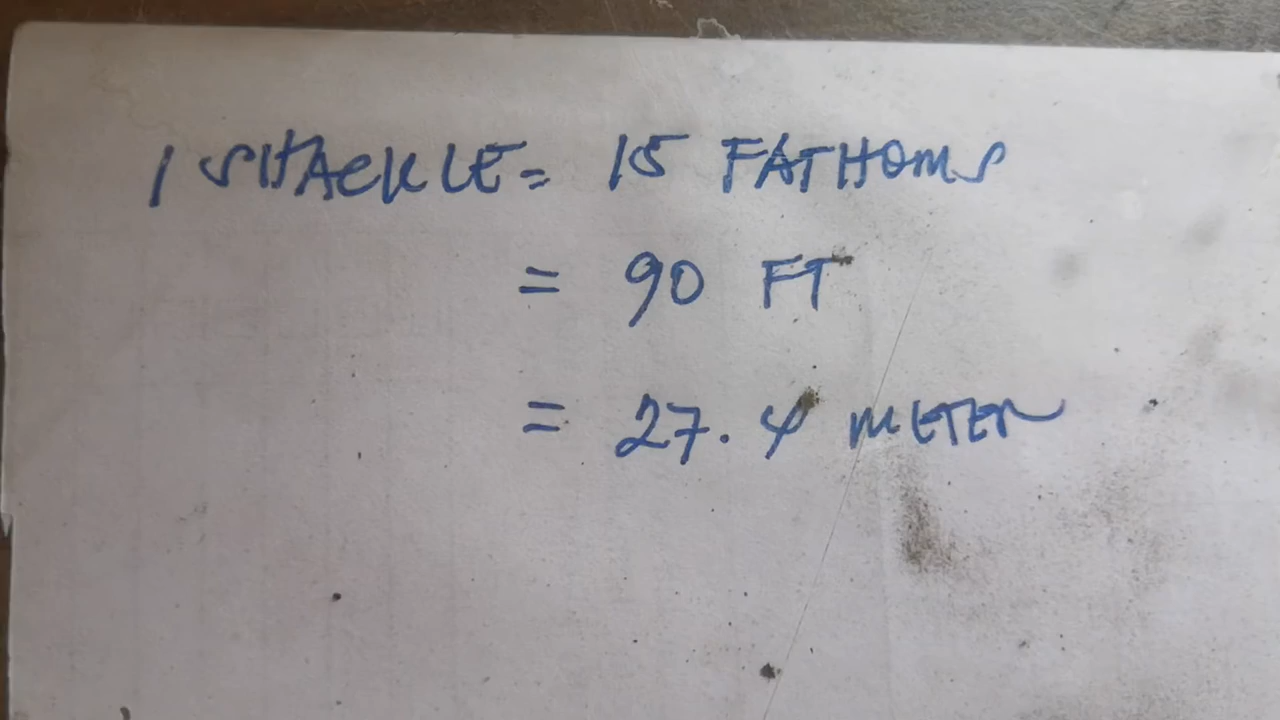 1 SHACKLE = 15 FATHOMS
= 90 FT
= 27.4 METER